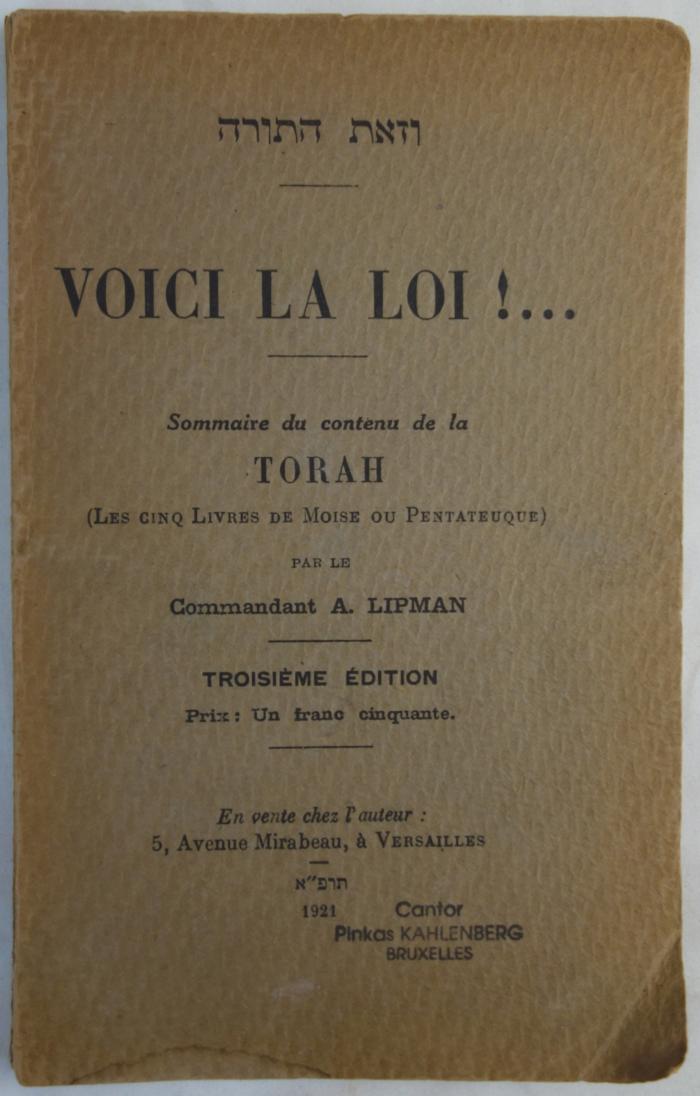 וזאת התורה
VOICI LA LOI !...
Sommaire du contenu de la
TORAH
(LES CINQ LIVRES DE MOISE OU PENTATEUQUE)
PAR LE
Commandant A. LIPMAN
TROISIÈME ÉDITION
Prix : Un franc cinquante.
En vente chez l'auteur :
5, Avenue Mirabeau, à VERSAILLES
תרפ"א
1921
Cantor
Pinkas KAHLENBERG
BRUXELLES